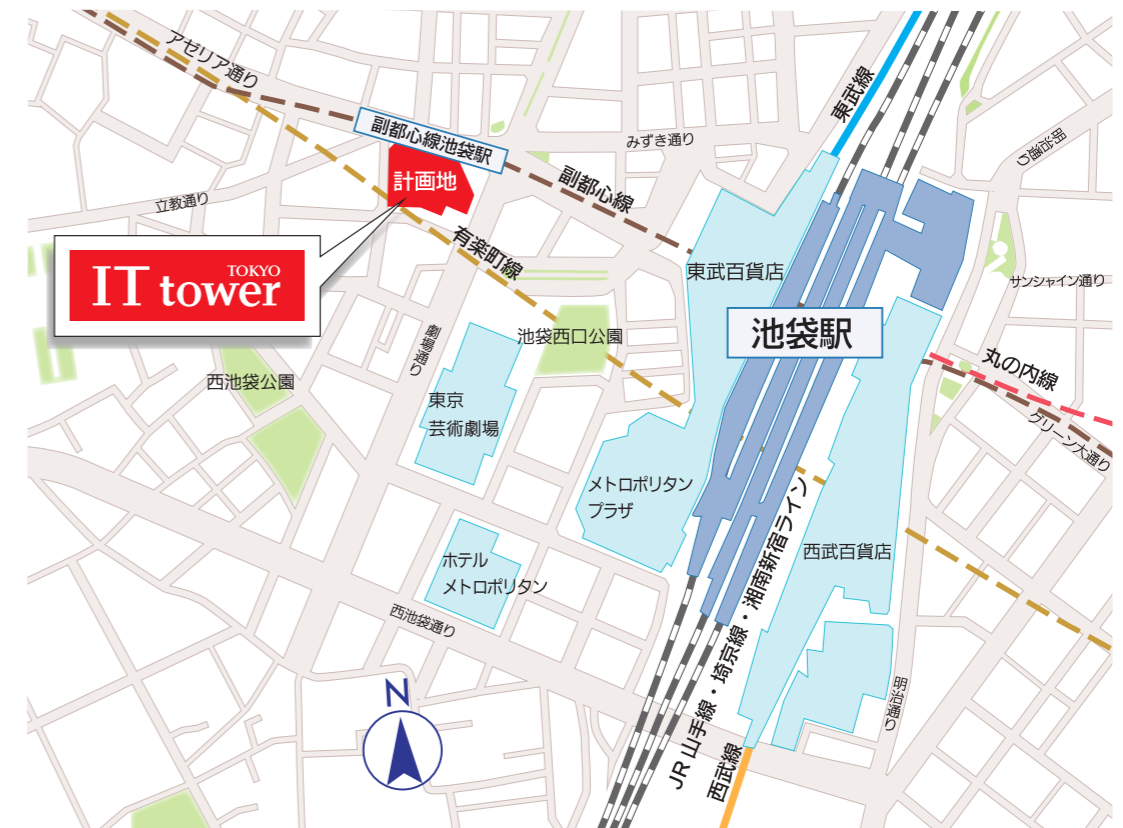 アゼリア通り
副都心線池袋駅
計画地
立教通り
IT tower
TOKYO
みずき通り
東武線
明治通り
副都心線
有楽町線
東武百貨店
サンシャイン通り
池袋駅
池袋西口公園
劇場通り
西池袋公園
東京
芸術劇場
丸の内線
グリーン大通り
メトロポリタン
プラザ
西武百貨店
ホテル
メトロポリタン
西池袋通り
JR 山手線・埼京線・湘南新宿ライン
明治通り
西武線
N